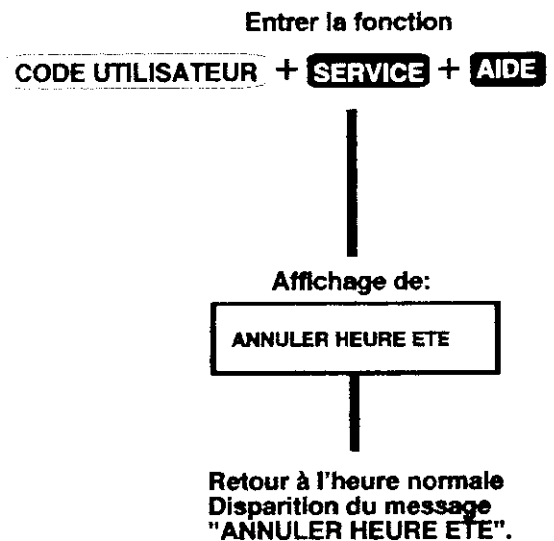 Entrer la fonction
CODE UTILISATEUR + SERVICE + AIDE
Affichage de:
ANNULER HEURE ETE
Retour à l'heure normale
Disparition du message
"ANNULER HEURE ETE".